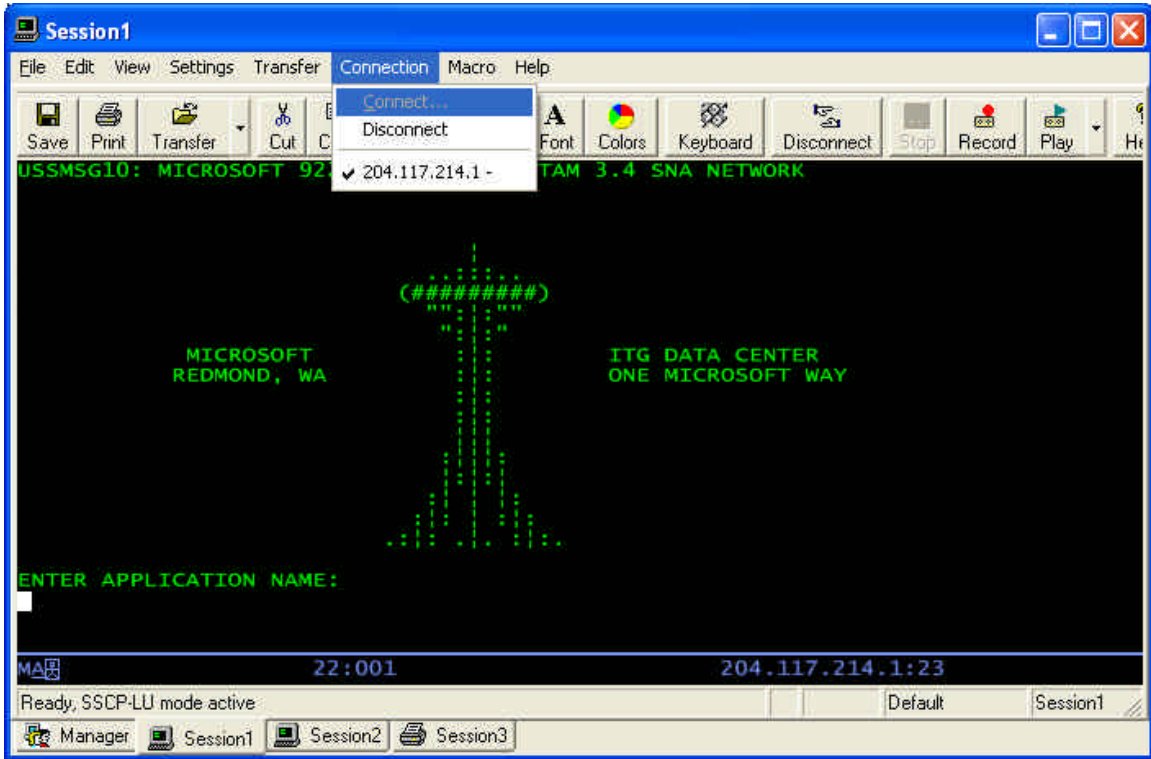 Session1
File Edit View Settings Transfer Connection Macro Help
Connect...
Disconnect
204.117.214.1 -
Save Print Transfer Cut Font Colors Keyboard Disconnect Stop Record Play
USSMSG10: MICROSOFT 92 TAM 3.4 SNA NETWORK
(#########)
MICROSOFT ITG DATA CENTER
REDMOND, WA ONE MICROSOFT WAY
ENTER APPLICATION NAME:
MA 22:001 204.117.214.1:23
Ready, SSCP-LU mode active Default Session1
Manager Session1 Session2 Session3